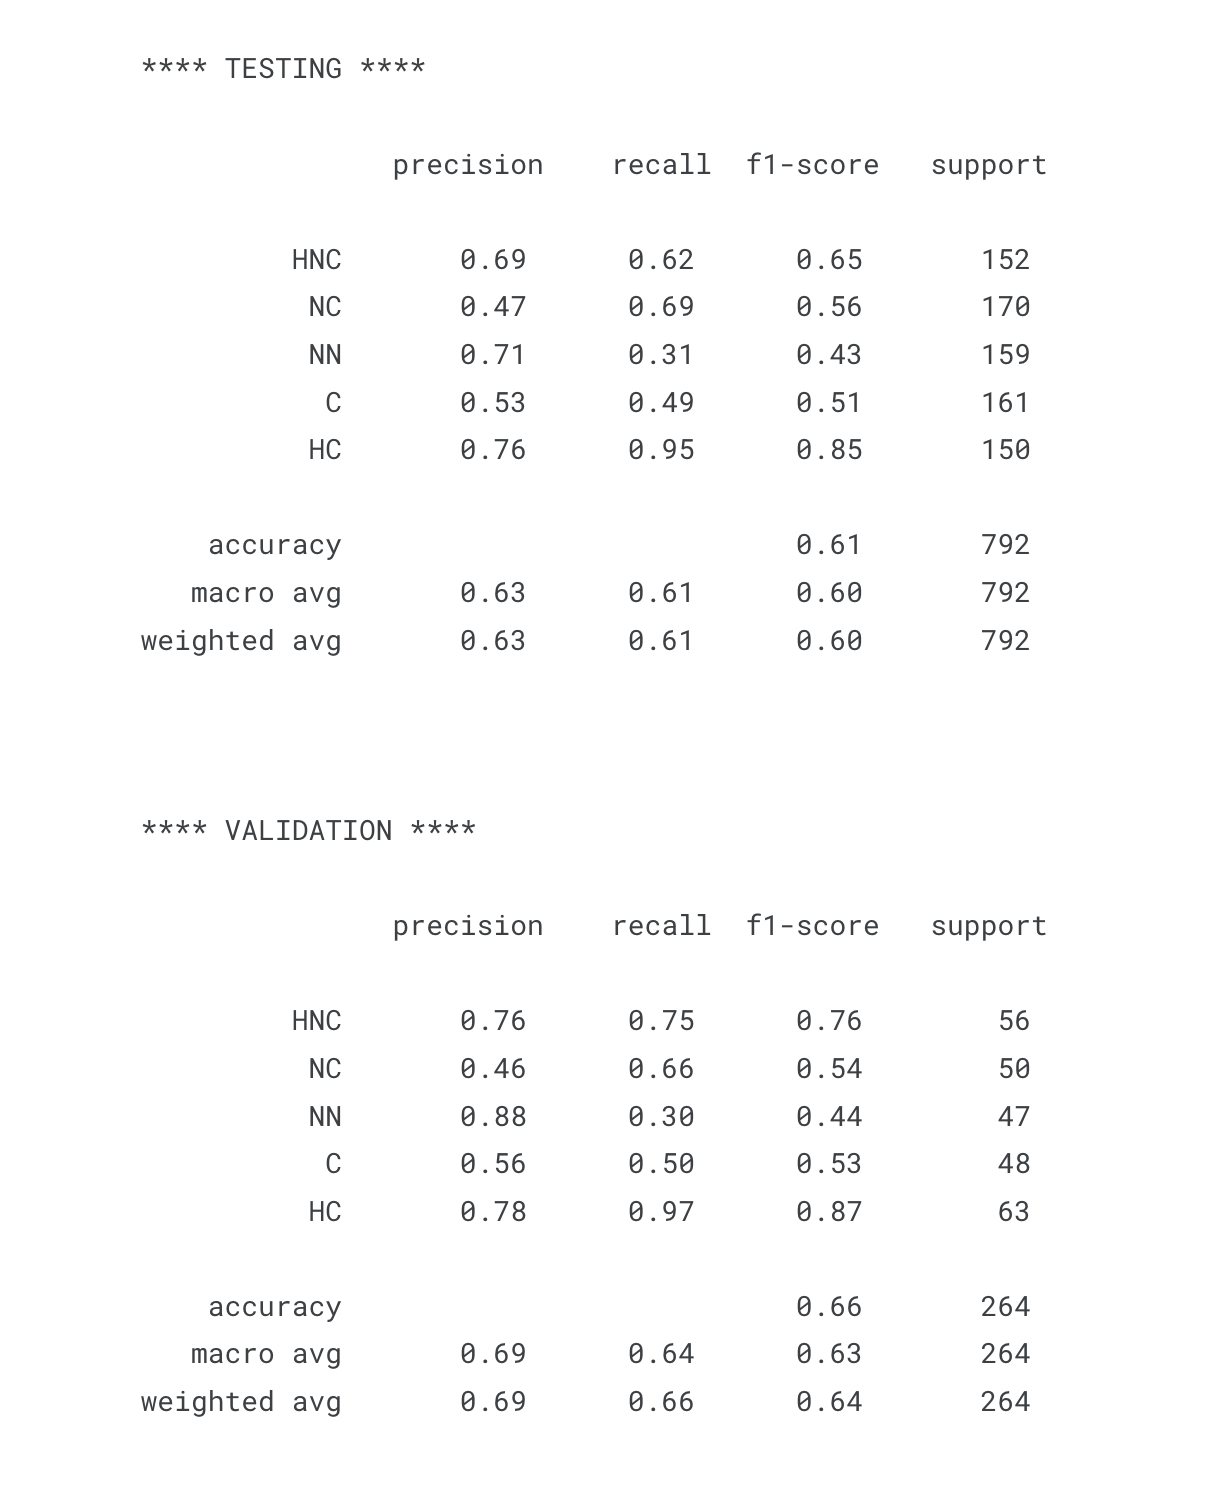 **** TESTING ****
precision recall f1-score support
HNC 0.69 0.62 0.65 152
NC 0.47 0.69 0.56 170
NN 0.71 0.31 0.43 159
C 0.53 0.49 0.51 161
HC 0.76 0.95 0.85 150
accuracy 0.61 792
macro avg 0.63 0.61 0.60 792
weighted avg 0.63 0.61 0.60 792
**** VALIDATION ****
precision recall f1-score support
HNC 0.76 0.75 0.76 56
NC 0.46 0.66 0.54 50
NN 0.88 0.30 0.44 47
C 0.56 0.50 0.53 48
HC 0.78 0.97 0.87 63
accuracy 0.66 264
macro avg 0.69 0.64 0.63 264
weighted avg 0.69 0.66 0.64 264